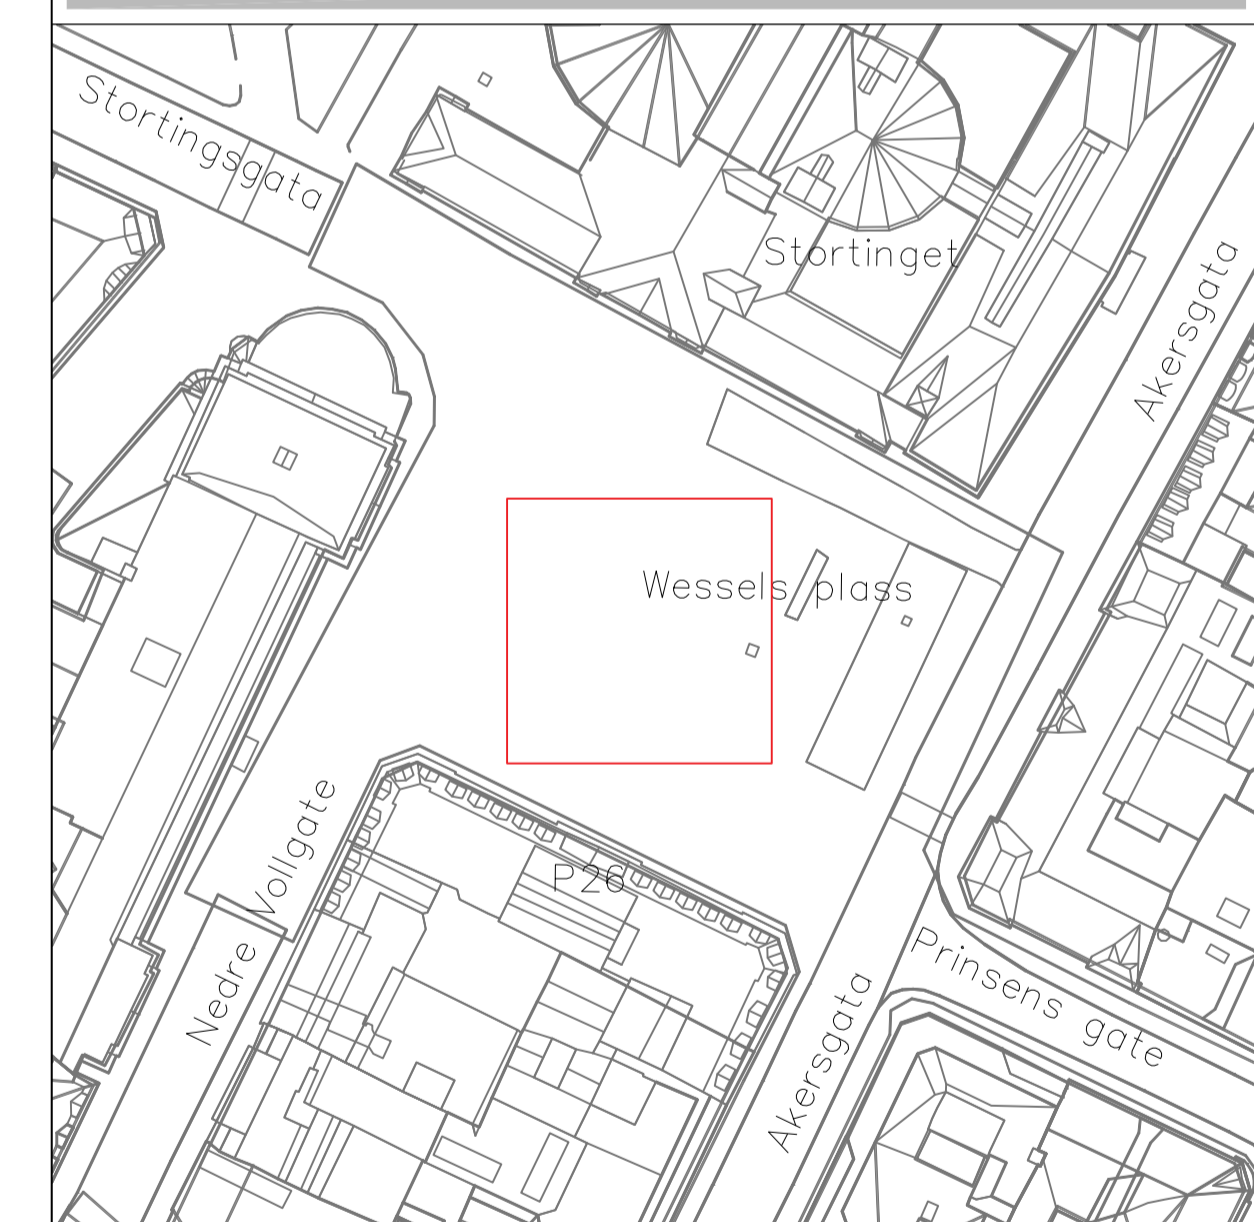 Stortingsgata
Stortinget
Akersgata
Wessels plass
Nedre Vollgate
P26
Akersgata
Prinsens gate